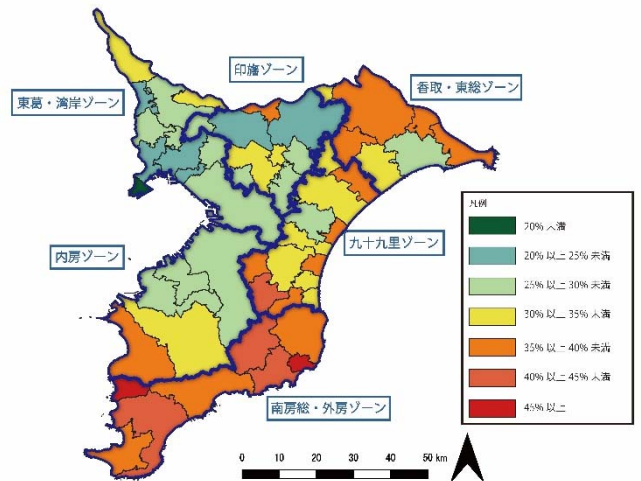 印旛ゾーン
香取・東総ゾーン
東葛・湾岸ゾーン
凡例
20% 未満
20% 以上 25% 未満
25% 以上 30% 未満
30% 以上 35% 未満
35% 以上 40% 未満
40% 以上 45% 未満
45% 以上
九十九里ゾーン
内房ゾーン
南房総・外房ゾーン
0 10 20 30 40 50 km